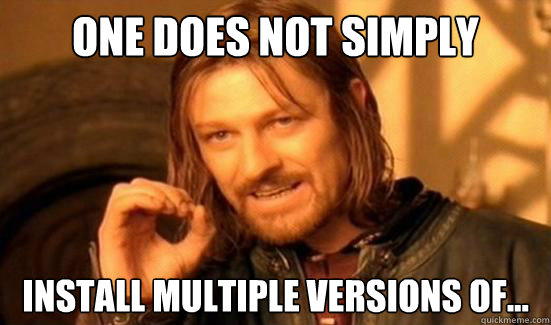 ONE DOES NOT SIMPLY
INSTALL MULTIPLE VERSIONS OF...
quickmeme.com